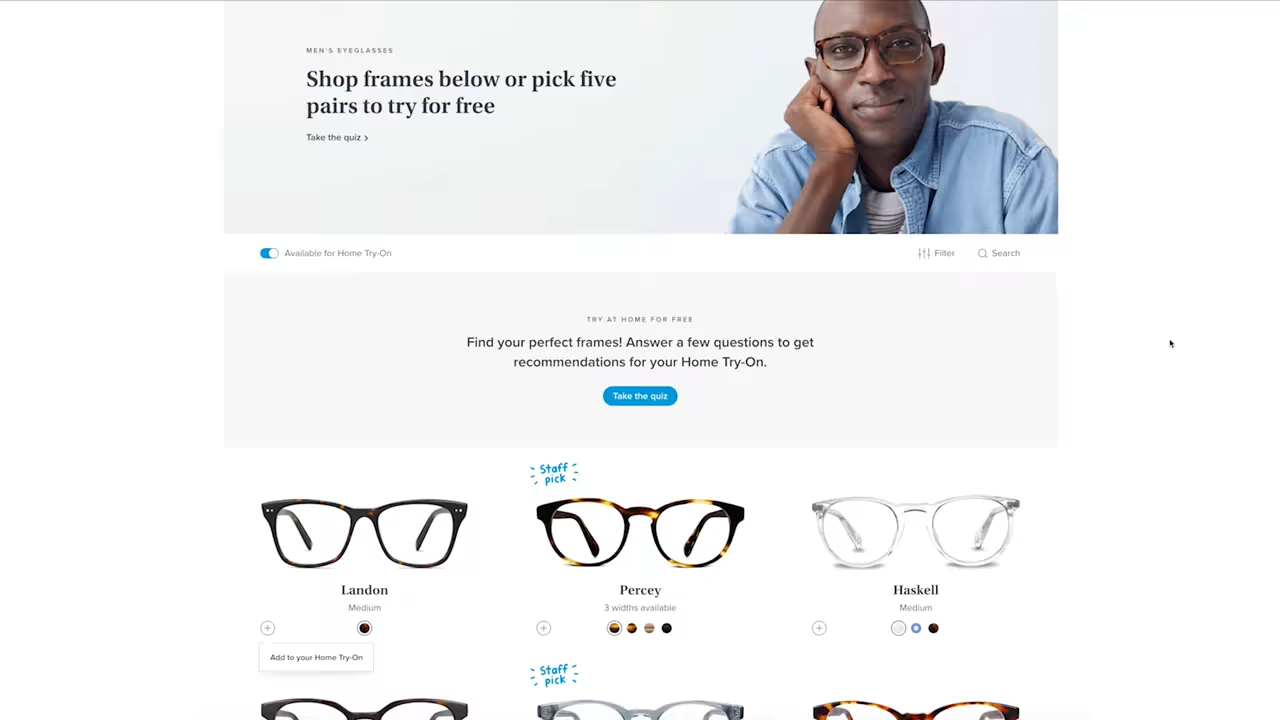 MEN'S EYEGLASSES
Shop frames below or pick five
pairs to try for free
Take the quiz >
Available for Home Try-On
Filter
Search
TRY AT HOME FOR FREE
Find your perfect frames! Answer a few questions to get
recommendations for your Home Try-On.
Take the quiz
Staff
pick
Landon
Medium
Percey
3 widths available
Haskell
Medium
Add to your Home Try-On
Staff
pick